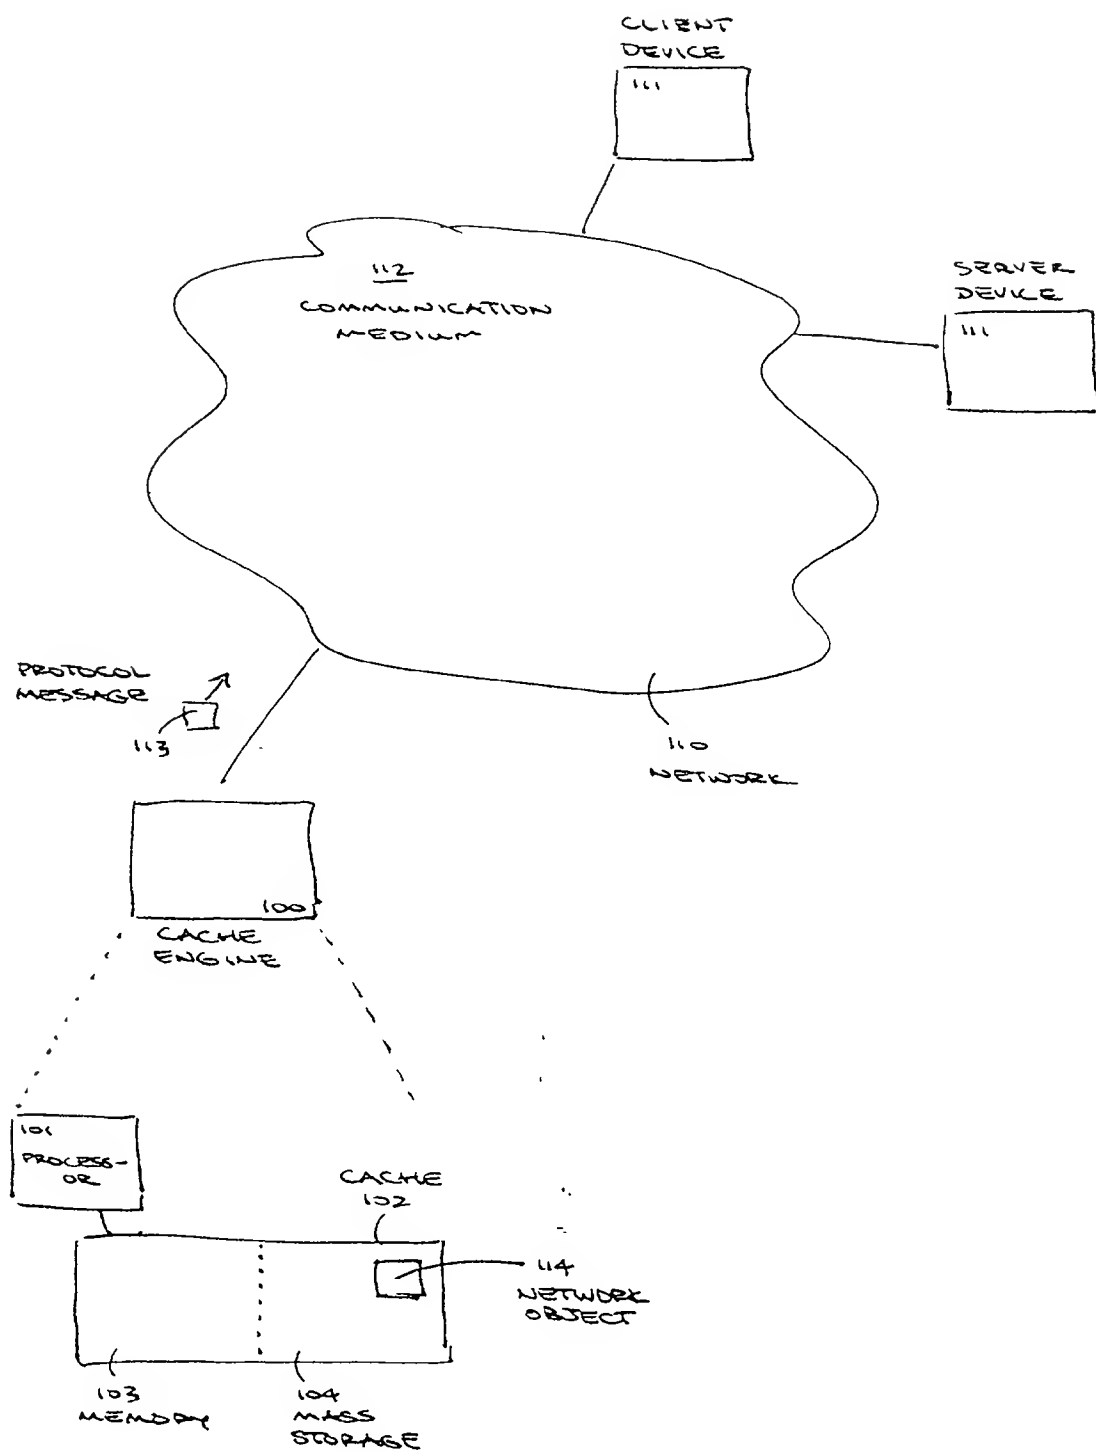 CLIENT
DEVICE
111
112
COMMUNICATION
MEDIUM
SERVER
DEVICE
111
PROTOCOL
MESSAGE
113
110
NETWORK
100
CACHE
ENGINE
101
PROCESS-
OR
CACHE
102
114
NETWORK
OBJECT
103
MEMORY
104
MASS
STORAGE